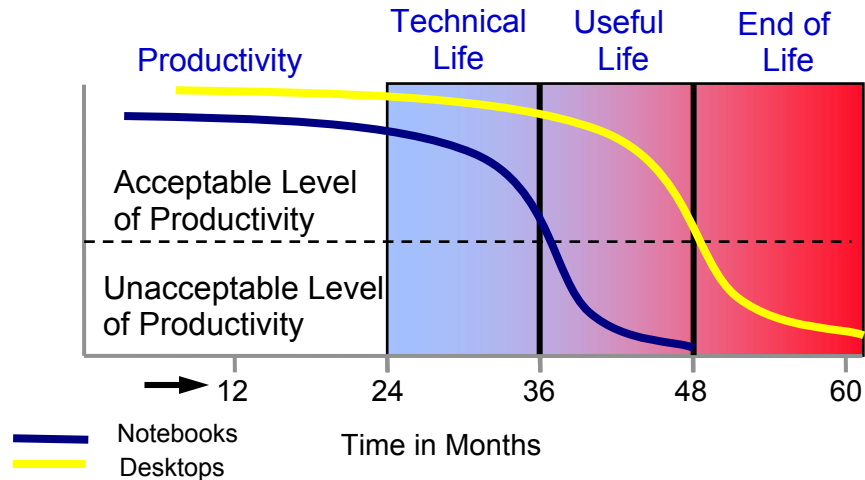 Productivity
Technical
Life
Useful
Life
End of
Life
Acceptable Level
of Productivity
Unacceptable Level
of Productivity
12
24
36
48
60
Time in Months
Notebooks
Desktops